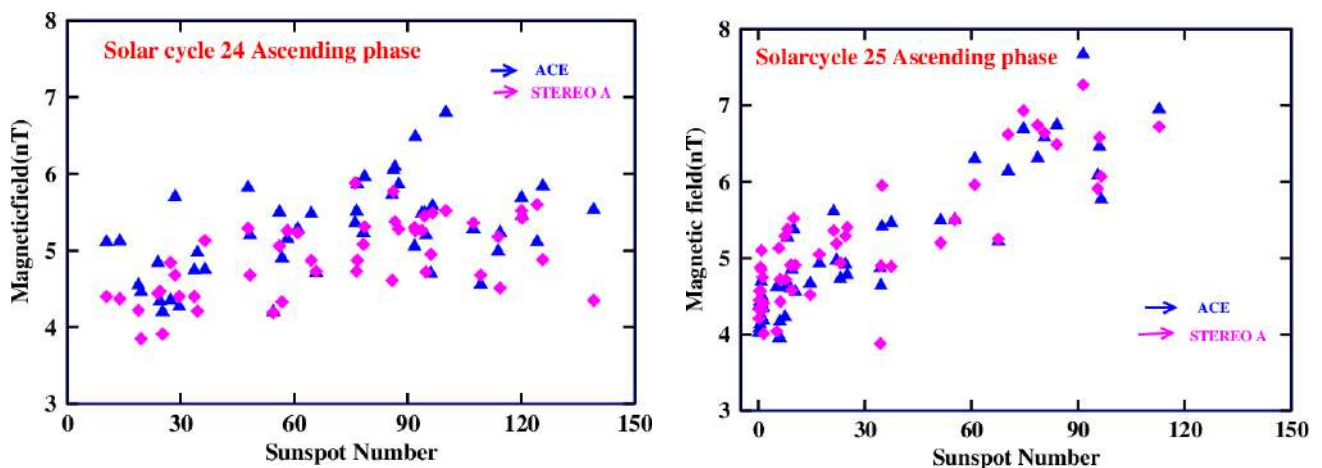 8
Solar cycle 24 Ascending phase
ACE
STEREO A
7
6
5
4
3
Magneticfield(nT)
0 30 60 90 120 150
Sunspot Number
8
Solarcycle 25 Ascending phase
7
6
5
4
3
Magnetic field(nT)
ACE
STEREO A
0 30 60 90 120 150
Sunspot Number